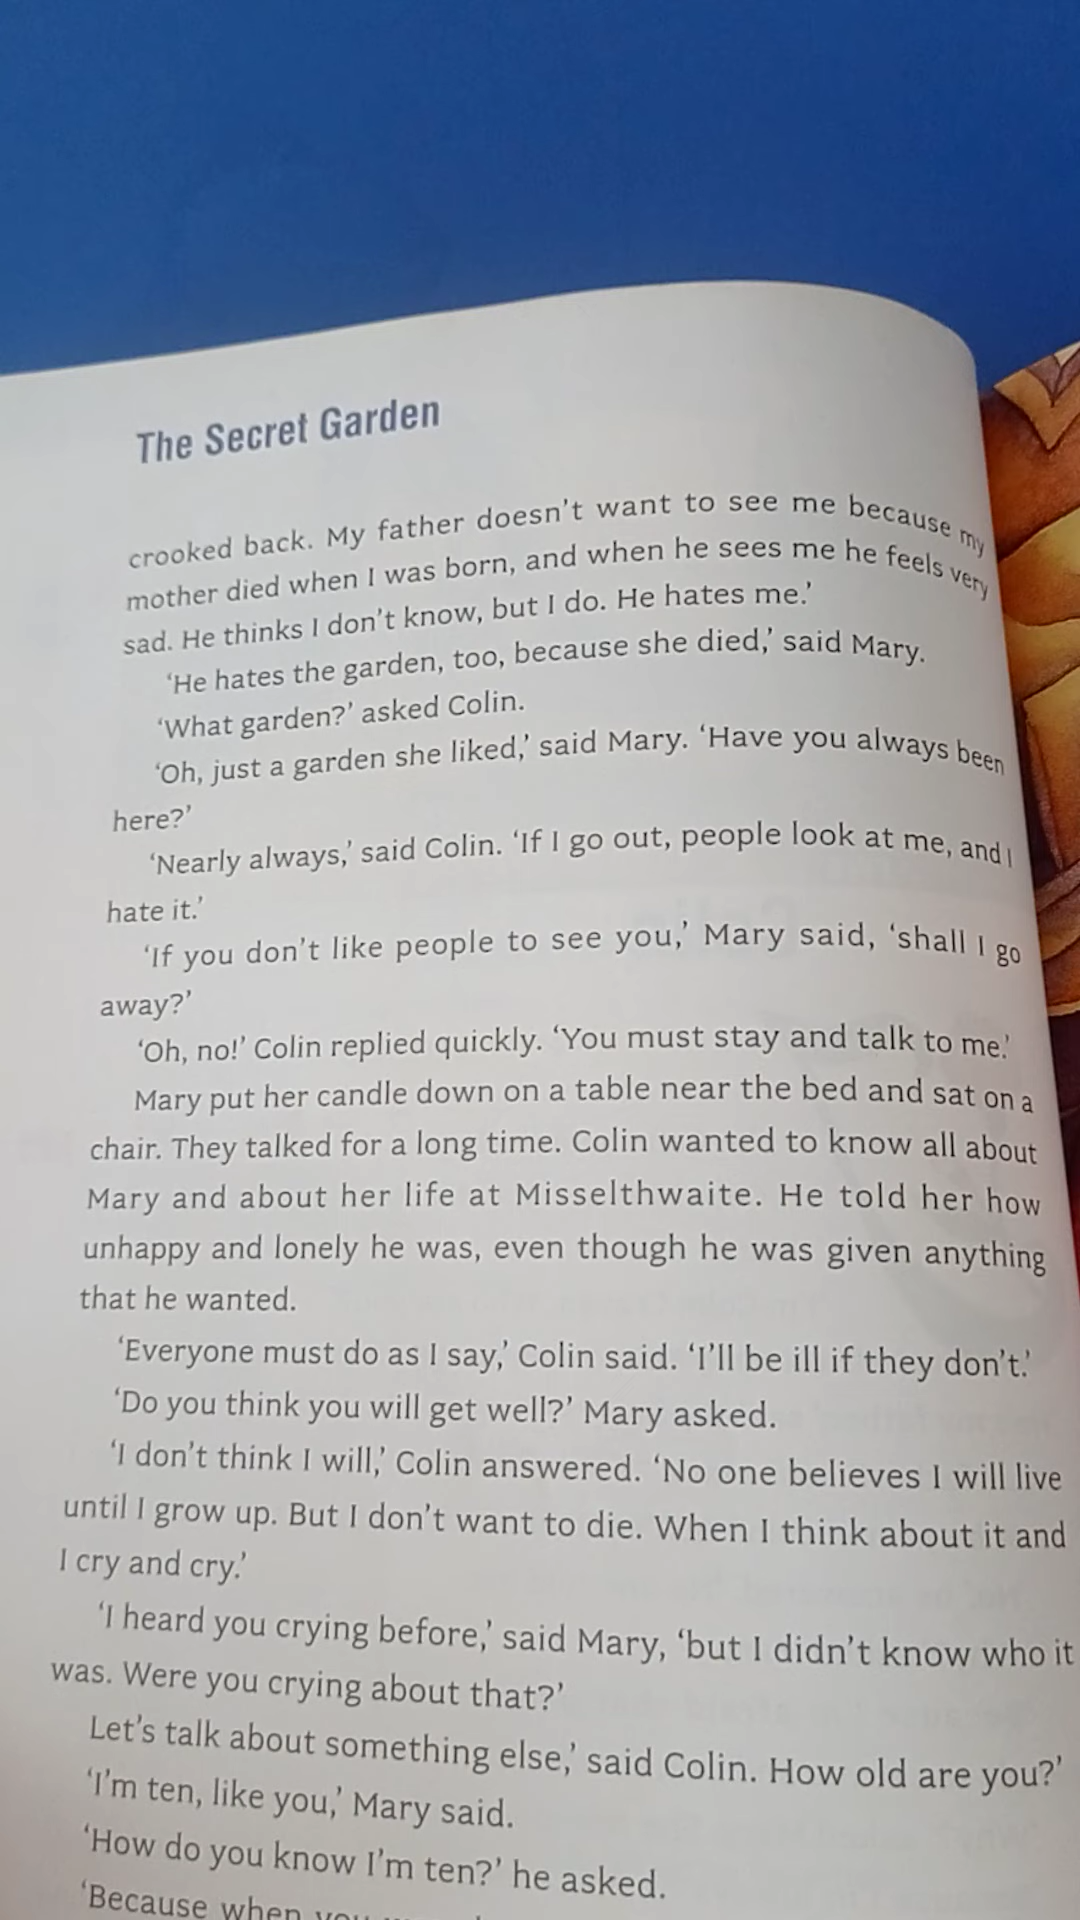 The Secret Garden
crooked back. My father doesn't want to see me because my
mother died when I was born, and when he sees me he feels very
sad. He thinks I don't know, but I do. He hates me.'
'He hates the garden, too, because she died,' said Mary.
'What garden?' asked Colin.
'Oh, just a garden she liked,' said Mary. 'Have you always been
here?'
'Nearly always,' said Colin. 'If I go out, people look at me, and I
hate it.'
'If you don't like people to see you,' Mary said, 'shall I go
away?'
'Oh, no!' Colin replied quickly. 'You must stay and talk to me.'
Mary put her candle down on a table near the bed and sat on a
chair. They talked for a long time. Colin wanted to know all about
Mary and about her life at Misselthwaite. He told her how
unhappy and lonely he was, even though he was given anything
that he wanted.
'Everyone must do as I say,' Colin said. 'I'll be ill if they don't.'
'Do you think you will get well?' Mary asked.
'I don't think I will,' Colin answered. 'No one believes I will live
until I grow up. But I don't want to die. When I think about it and
I cry and cry.'
'I heard you crying before,' said Mary, 'but I didn't know who it
was. Were you crying about that?'
Let's talk about something else,' said Colin. How old are you?'
'I'm ten, like you,' Mary said.
'How do you know I'm ten?' he asked.
'Because when you